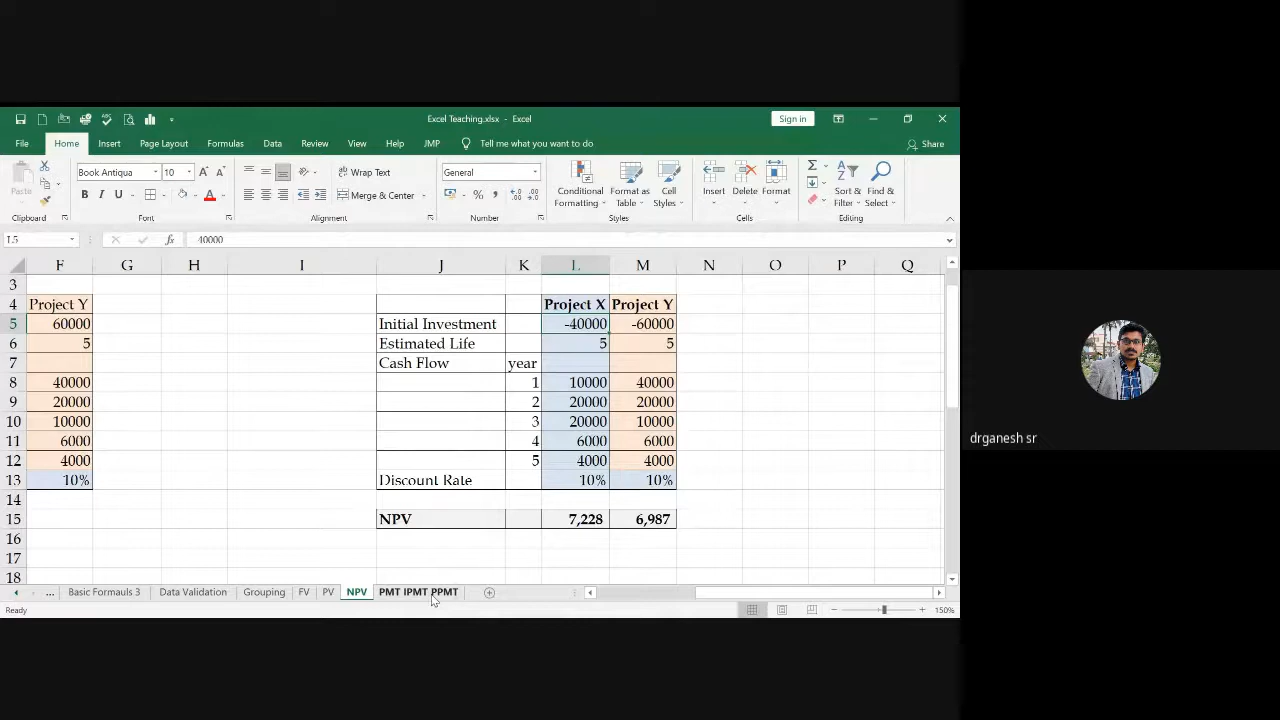 Excel Teaching.xlsx - Excel
Sign in
File Home Insert Page Layout Formulas Data Review View Help JMP Tell me what you want to do
Share
Paste
Book Antiqua 10
Wrap Text
General
B I U
Merge & Center
Conditional Formatting
Format as Table
Cell Styles
Insert Delete Format
Sort & Filter
Find & Select
Clipboard Font Alignment Number Styles Cells Editing
L5 fx 40000
F G H I J K L M N O P Q
3
4 Project Y Project X Project Y
5 60000 Initial Investment -40000 -60000
6 5 Estimated Life 5 5
7 Cash Flow year
8 40000 1 10000 40000
9 20000 2 20000 20000
10 10000 3 20000 10000
11 6000 4 6000 6000
12 4000 5 4000 4000
13 10% Discount Rate 10% 10%
14
15 NPV 7,228 6,987
16
17
18
... Basic Formauls 3 Data Validation Grouping FV PV NPV PMT IPMT PPMT
Ready 150%
drganesh sr